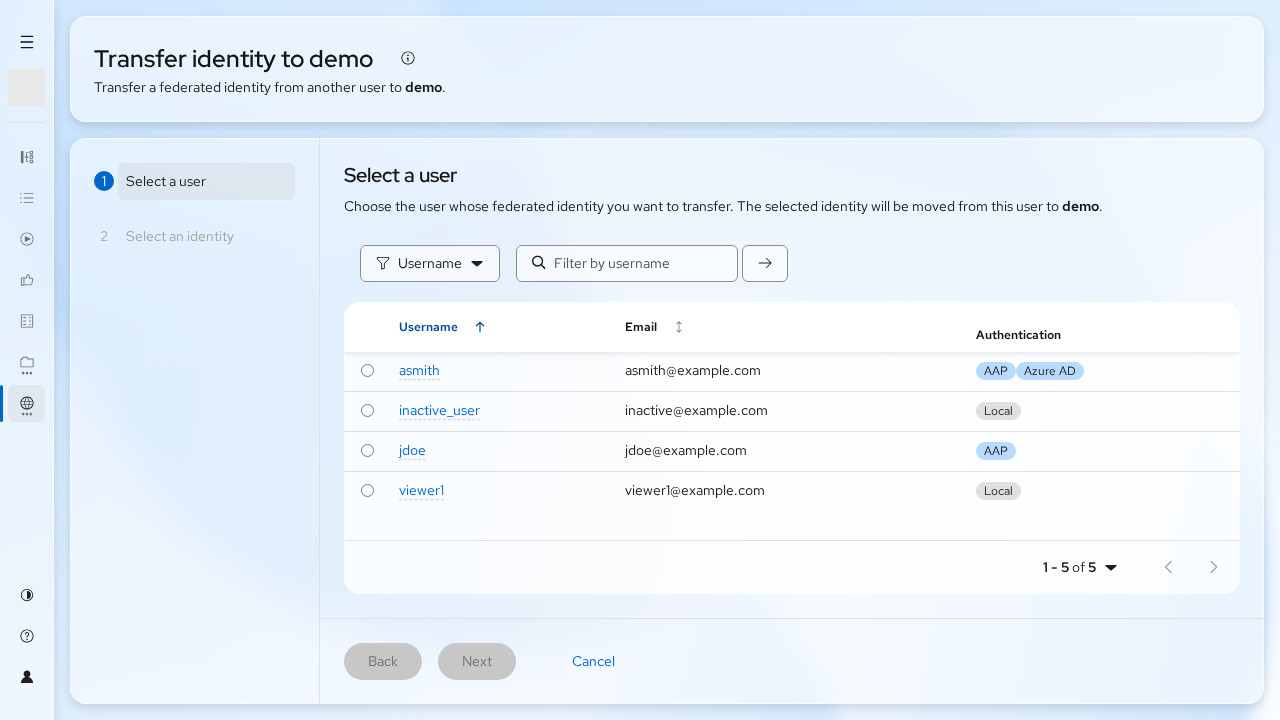 Transfer identity to demo
Transfer a federated identity from another user to demo.
1 Select a user
2 Select an identity
Select a user
Choose the user whose federated identity you want to transfer. The selected identity will be moved from this user to demo.
Username
Filter by username
Username Email Authentication
asmith asmith@example.com AAP Azure AD
inactive_user inactive@example.com Local
jdoe jdoe@example.com AAP
viewer1 viewer1@example.com Local
1 - 5 of 5
Back Next Cancel